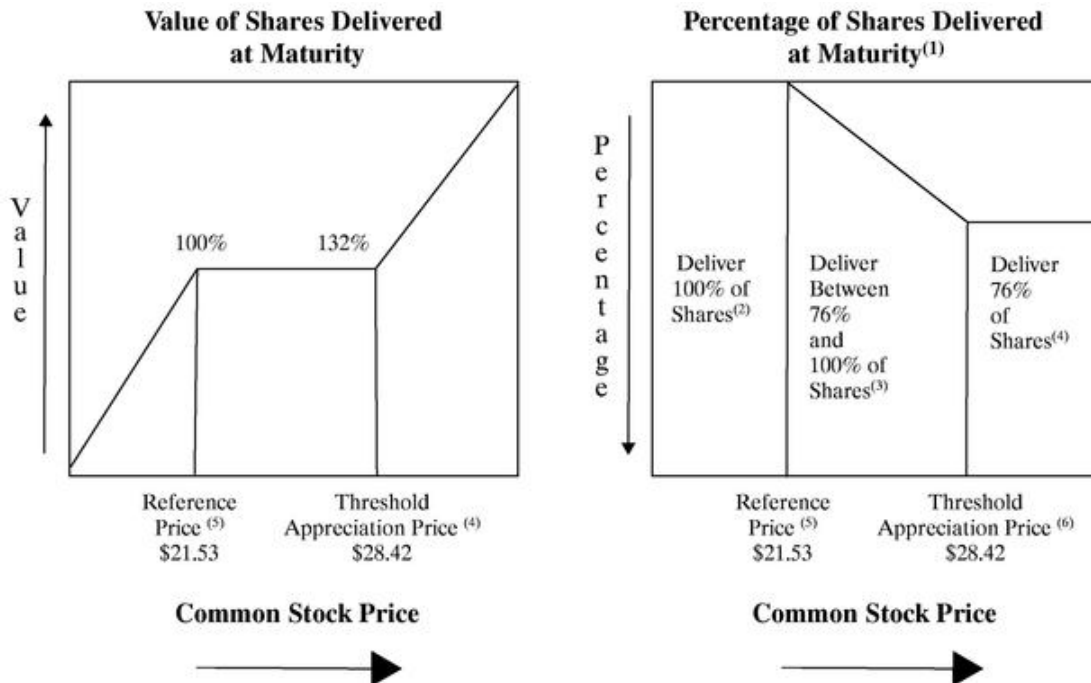 Value of Shares Delivered
at Maturity
Value
100%
132%
Reference
Price (5)
$21.53
Threshold
Appreciation Price (4)
$28.42
Common Stock Price
Percentage of Shares Delivered
at Maturity(1)
Percentage
Deliver
100% of
Shares(2)
Deliver
Between
76%
and
100% of
Shares(3)
Deliver
76%
of
Shares(4)
Reference
Price (5)
$21.53
Threshold
Appreciation Price (6)
$28.42
Common Stock Price